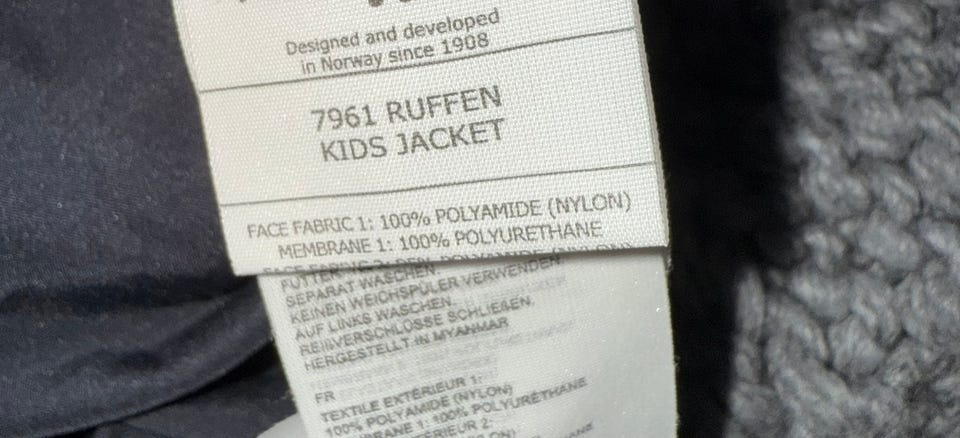 Designed and developed
in Norway since 1908
7961 RUFFEN
KIDS JACKET
FACE FABRIC 1: 100% POLYAMIDE (NYLON)
MEMBRANE 1: 100% POLYURETHANE
SEPARAT WASCHEN.
KEINEN WEICHSPÜLER VERWENDEN.
AUF LINKS WASCHEN.
REIßVERSCHLÜSSE SCHLIEßEN.
HERGESTELLT IN MYANMAR
FR
TEXTILE EXTÉRIEUR 1:
100% POLYAMIDE (NYLON)
1: 100% POLYURÉTHANE
2: